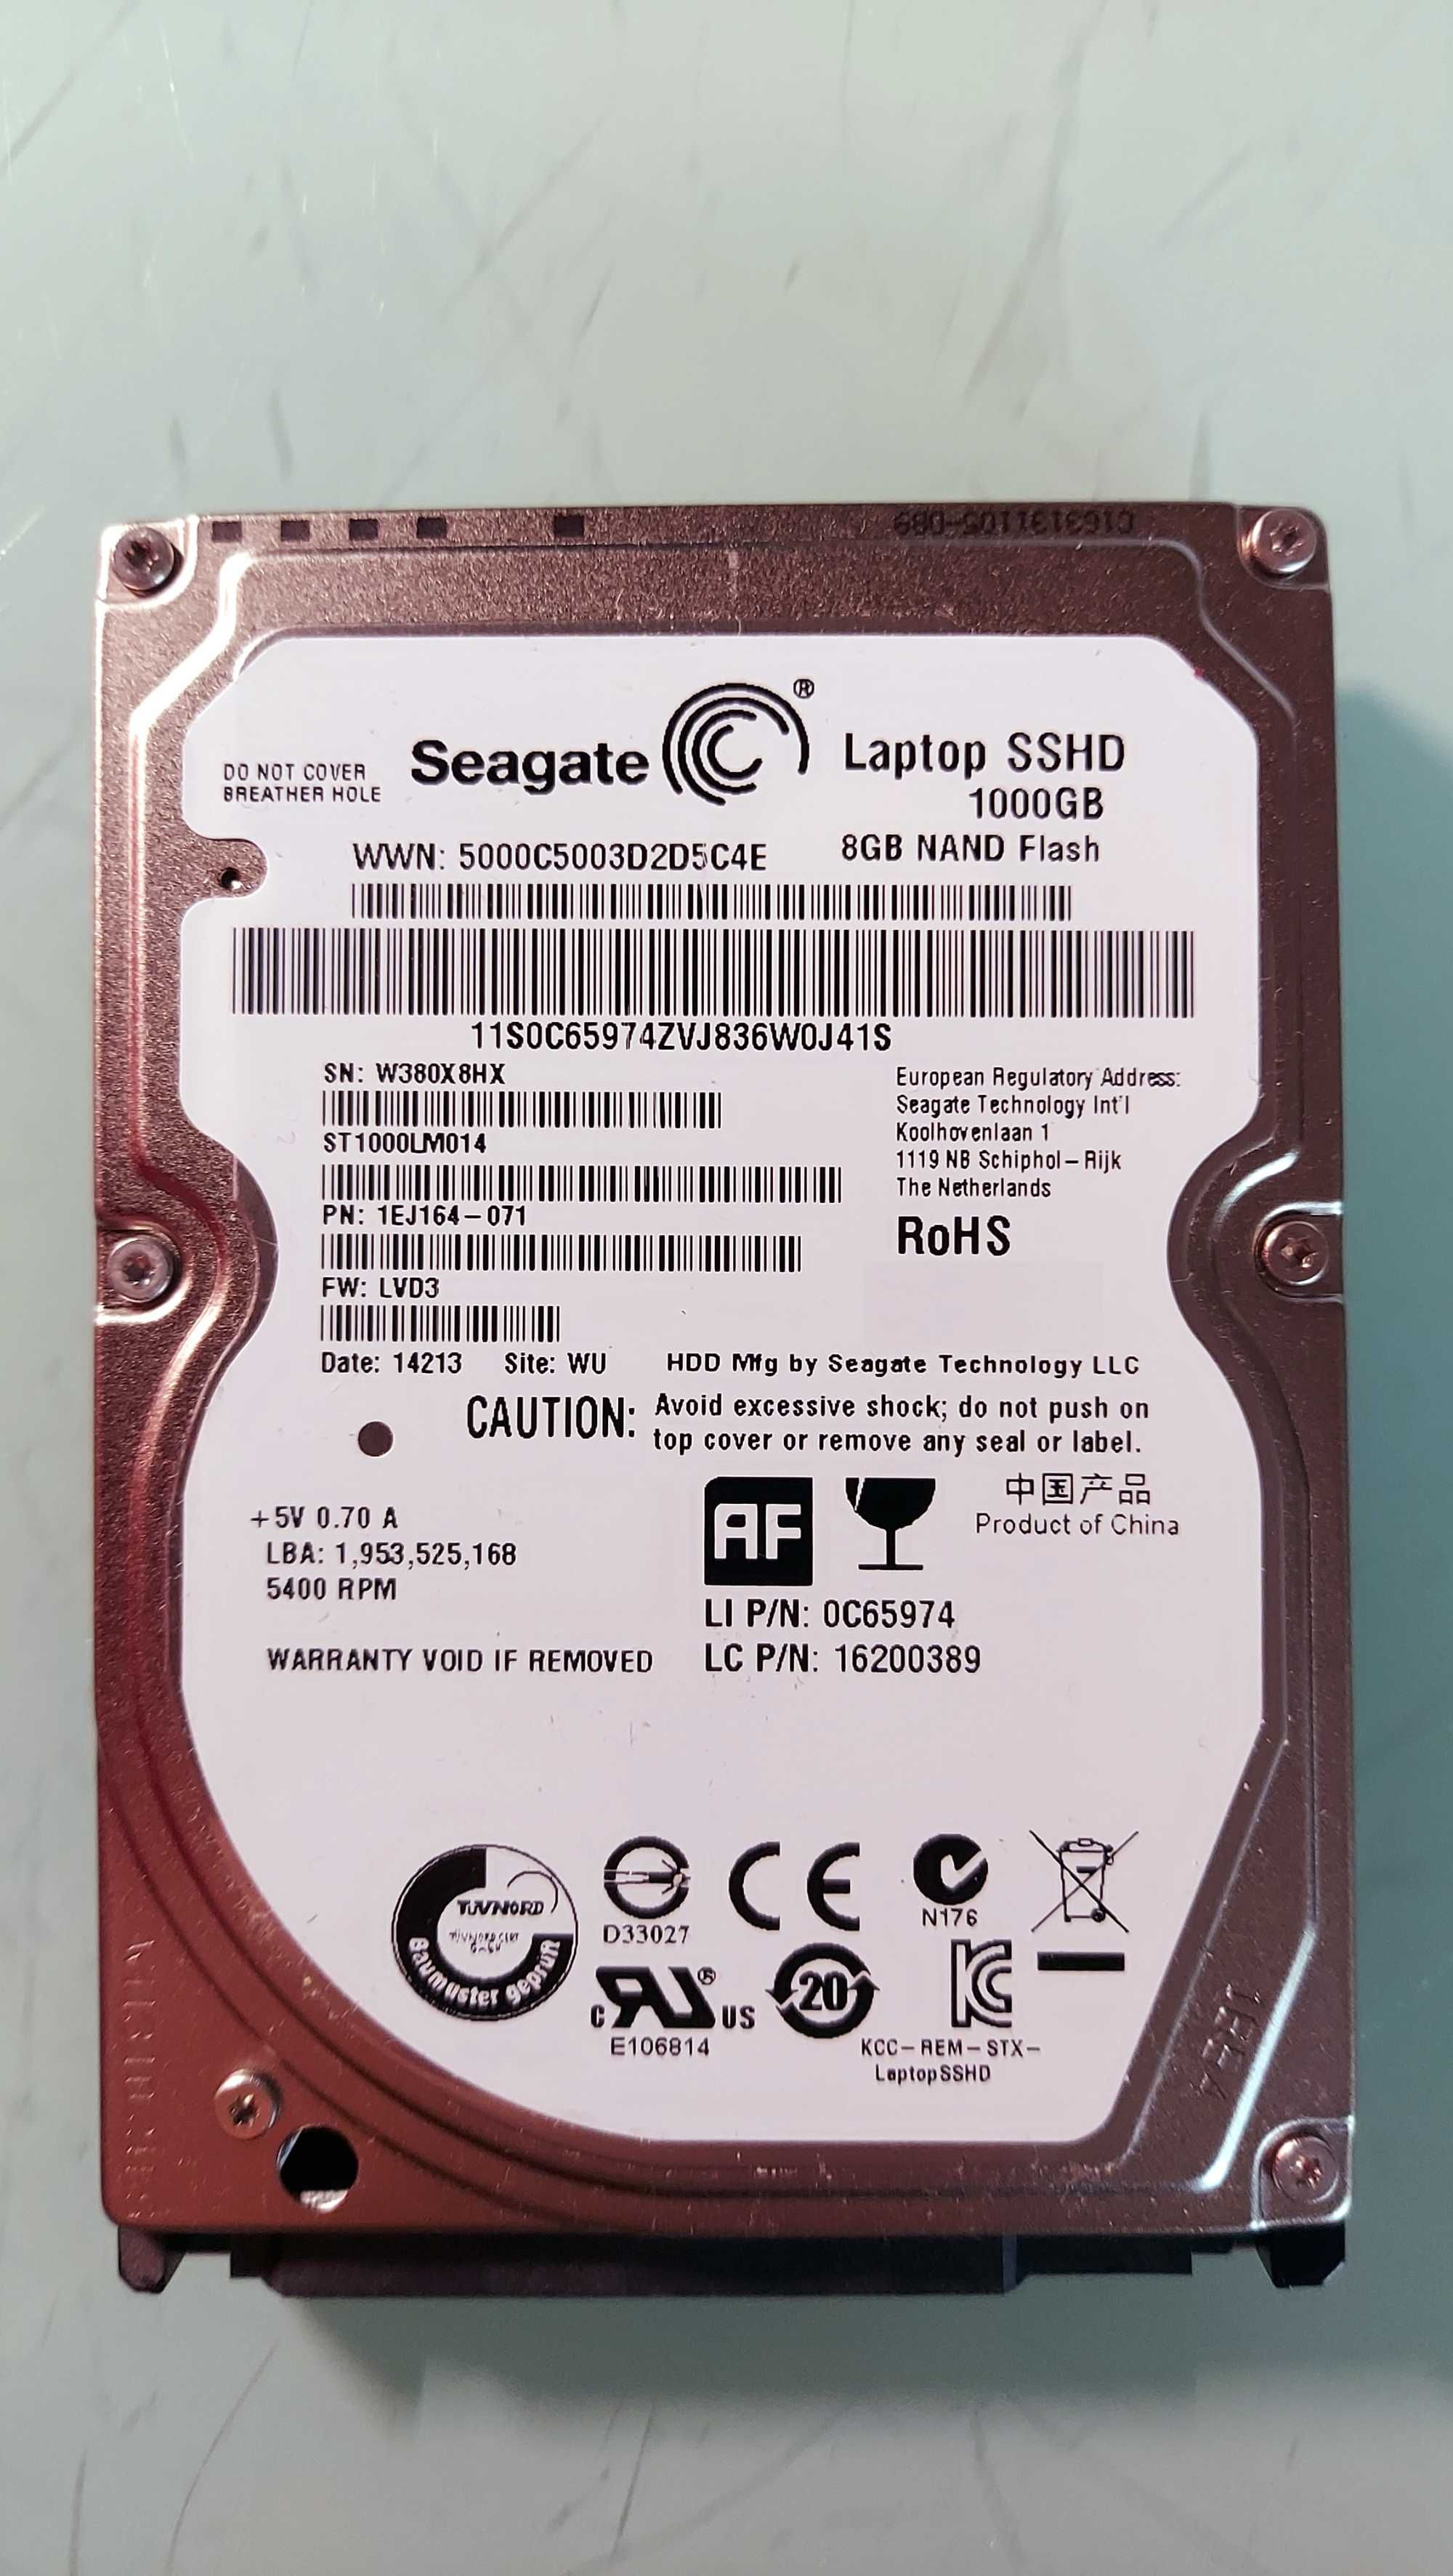 DO NOT COVER
BREATHER HOLE
Seagate®
Laptop SSHD
1000GB
8GB NAND Flash
WWN: 5000C5003D2D5C4E
11S0C65974ZVJ836W0J41S
SN: W380X8HX
ST1000LM014
PN: 1EJ164-071
FW: LVD3
Date: 14213 Site: WU
European Regulatory Address:
Seagate Technology Int'l
Koolhovenlaan 1
1119 NB Schiphol-Rijk
The Netherlands
RoHS
HDD Mfg by Seagate Technology LLC
CAUTION: Avoid excessive shock; do not push on
top cover or remove any seal or label.
+5V 0.70 A
LBA: 1,953,525,168
5400 RPM
WARRANTY VOID IF REMOVED
AF
中国产品
Product of China
LI P/N: 0C65974
LC P/N: 16200389
TÜVNORD
Baumuster geprüft
D33027
CE
N176
C US
E106814
20
KCC-REM-STX-
LaptopSSHD